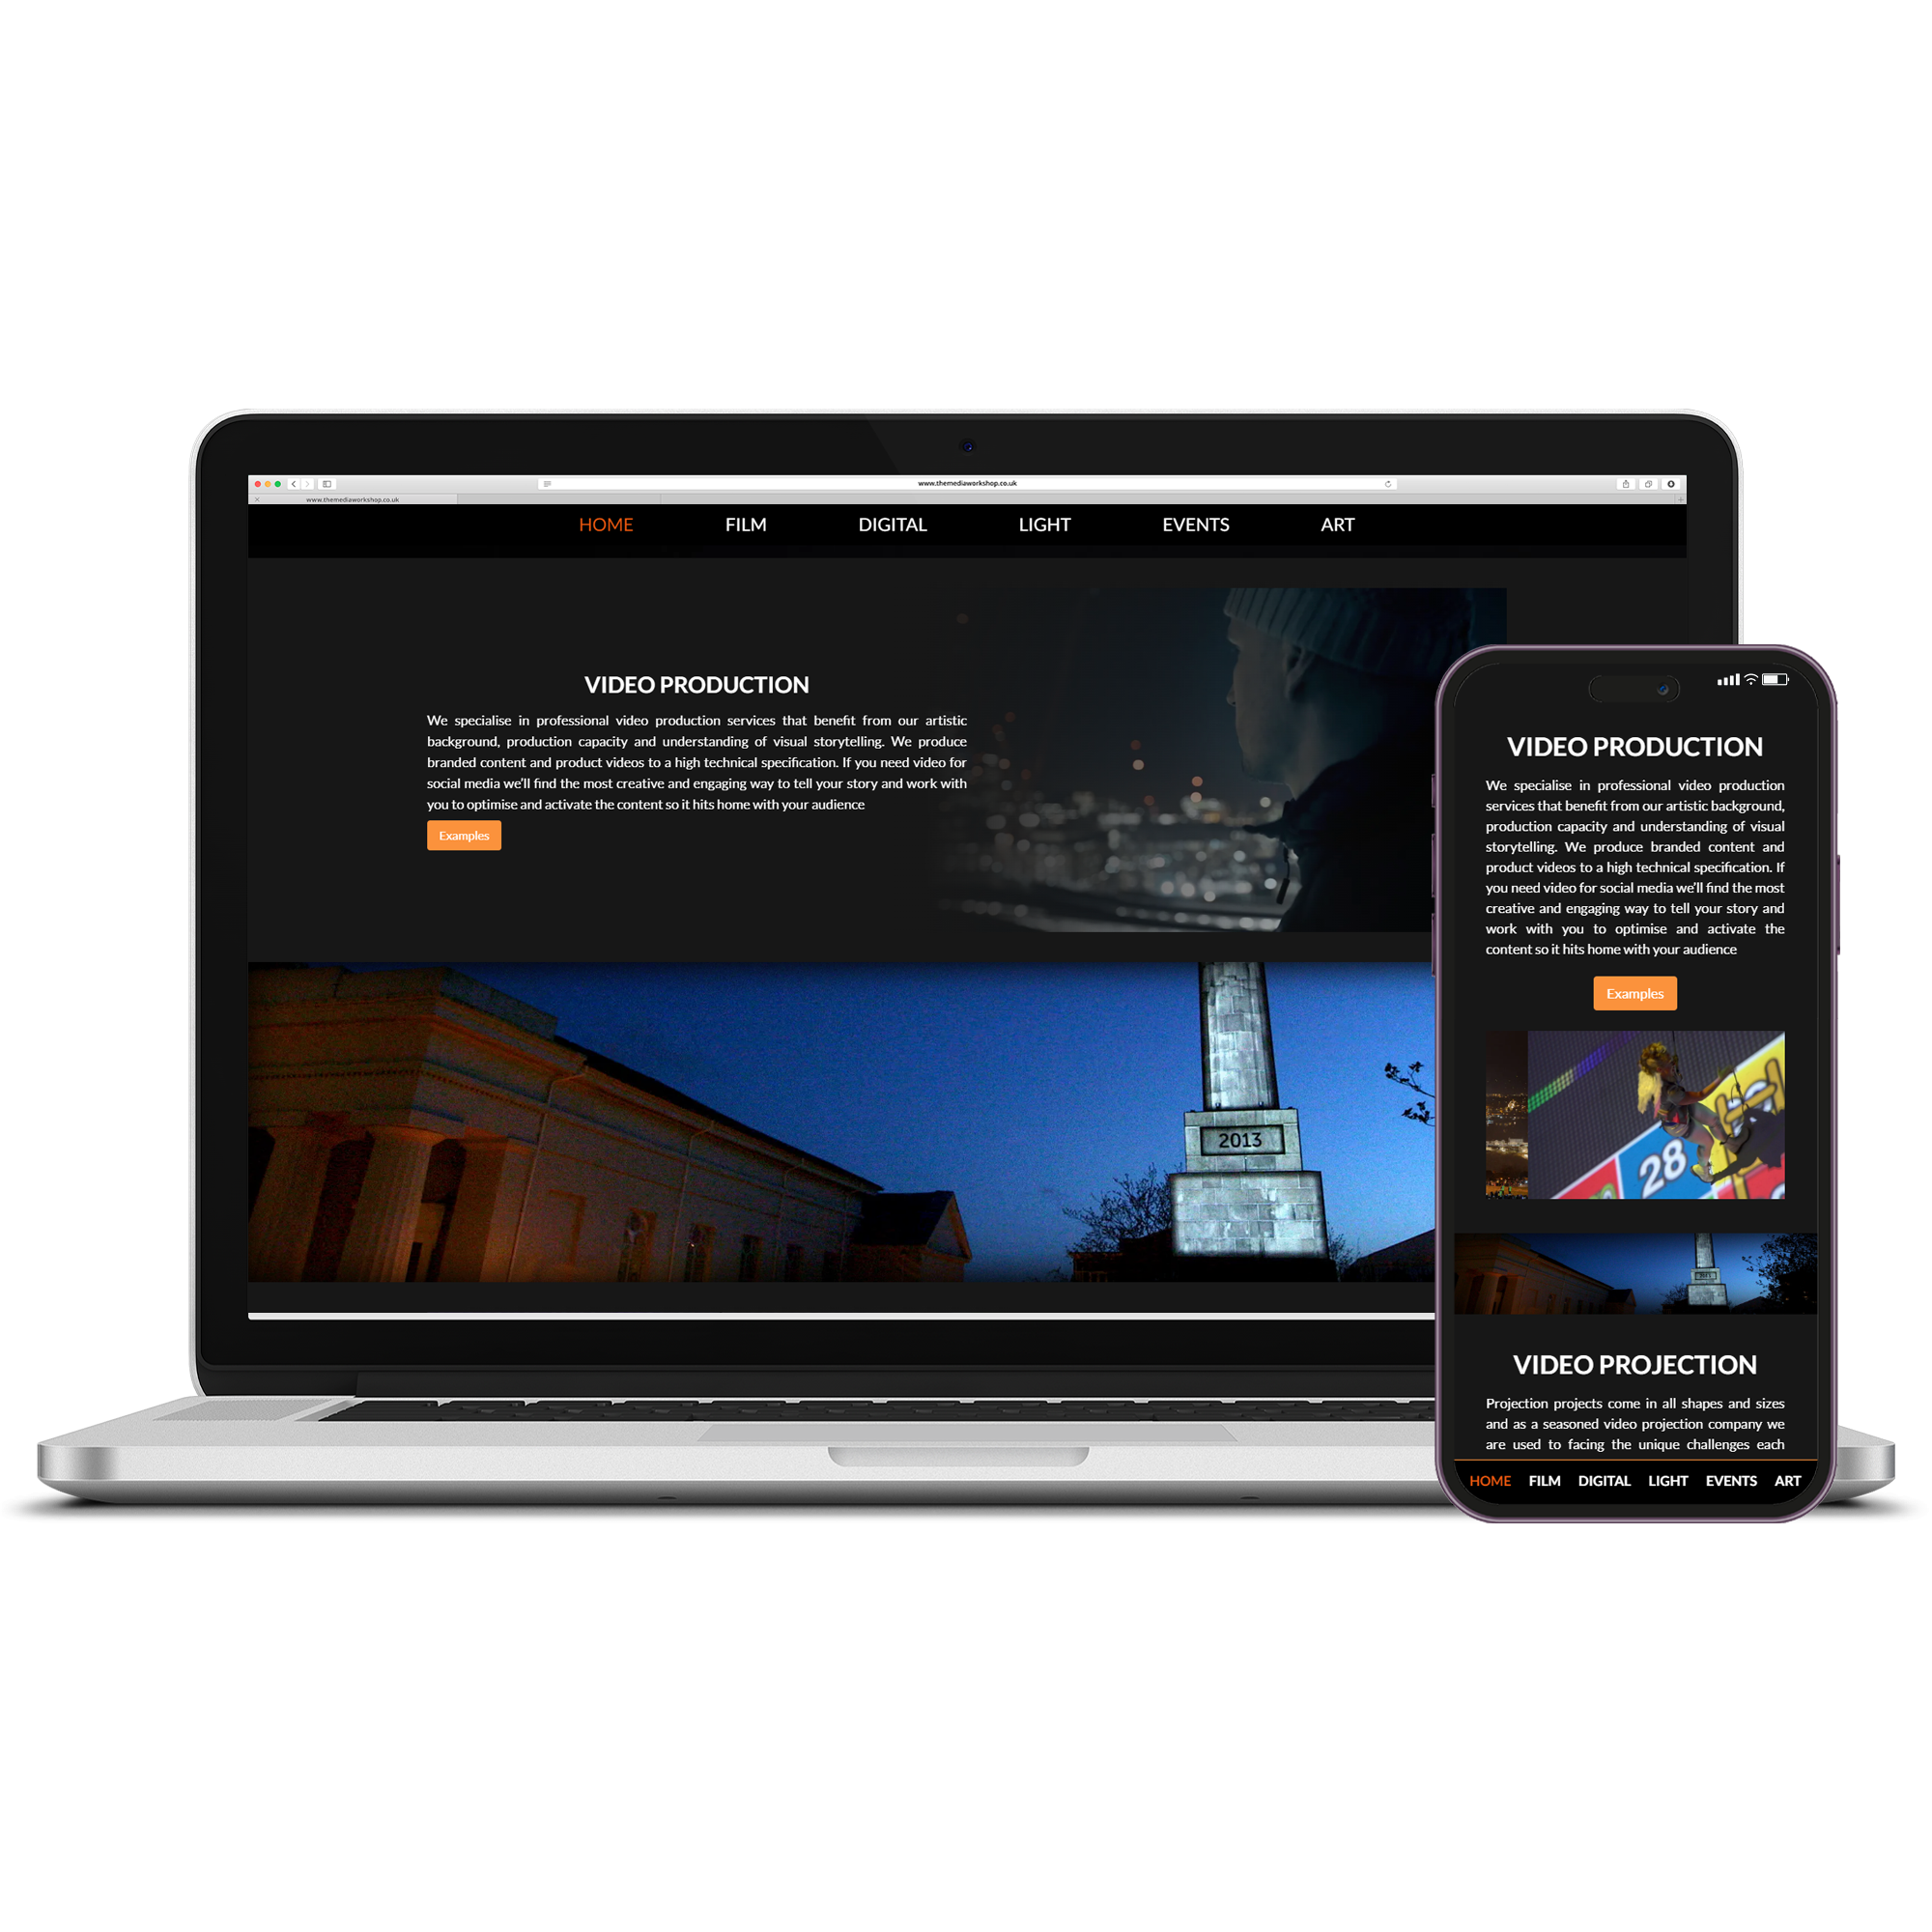 www.themediaworkshop.co.uk
www.themediaworkshop.co.uk
HOME FILM DIGITAL LIGHT EVENTS ART
VIDEO PRODUCTION
We specialise in professional video production services that benefit from our artistic
background, production capacity and understanding of visual storytelling. We produce
branded content and product videos to a high technical specification. If you need video for
social media we'll find the most creative and engaging way to tell your story and work with
you to optimise and activate the content so it hits home with your audience
Examples
2013
VIDEO PRODUCTION
We specialise in professional video production
services that benefit from our artistic background,
production capacity and understanding of visual
storytelling. We produce branded content and
product videos to a high technical specification. If
you need video for social media we'll find the most
creative and engaging way to tell your story and
work with you to optimise and activate the
content so it hits home with your audience
Examples
28
VIDEO PROJECTION
Projection projects come in all shapes and sizes
and as a seasoned video projection company we
are used to facing the unique challenges each
HOME FILM DIGITAL LIGHT EVENTS ART